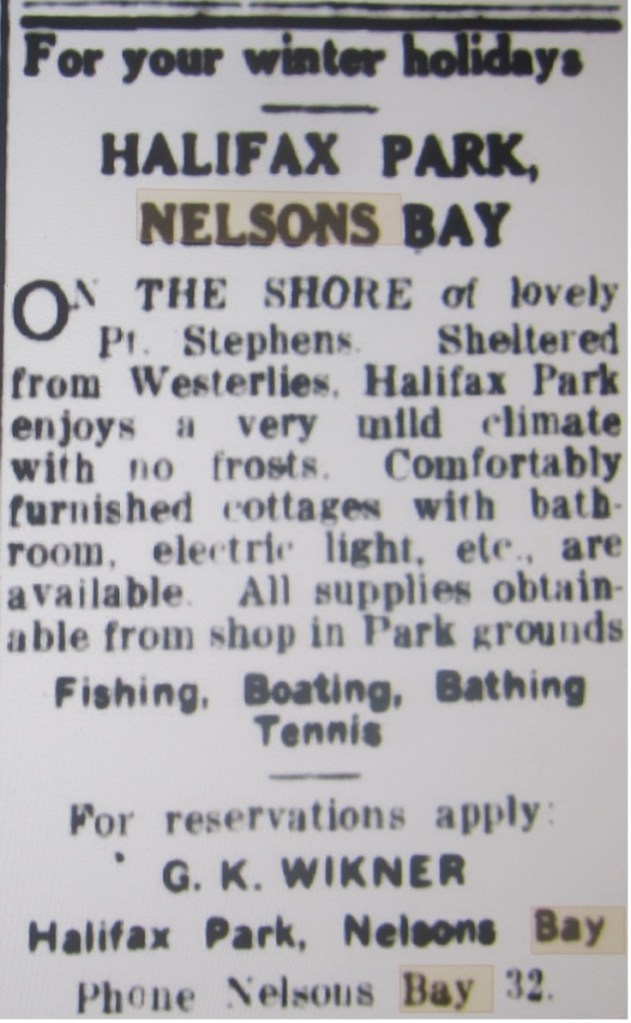 For your winter holidays
HALIFAX PARK,
NELSONS BAY
ON THE SHORE of lovely
Pt. Stephens. Sheltered
from Westerlies, Halifax Park
enjoys a very mild climate
with no frosts. Comfortably
furnished cottages with bath-
room, electric light, etc., are
available. All supplies obtain-
able from shop in Park grounds
Fishing, Boating, Bathing
Tennis
For reservations apply:
G. K. WIKNER
Halifax Park, Nelsons Bay
Phone Nelsons Bay 32.